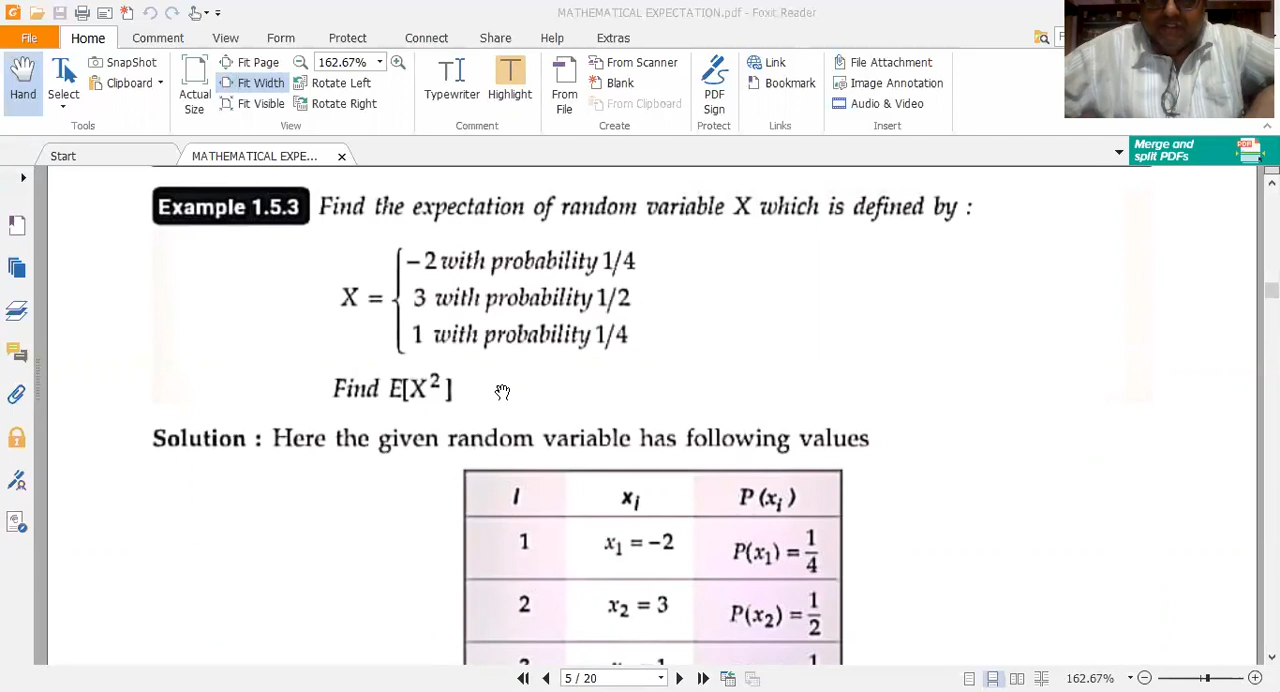 MATHEMATICAL EXPECTATION.pdf - Foxit Reader
File Home Comment View Form Protect Connect Share Help Extras
Hand
Select
SnapShot
Clipboard
Tools
Actual Size
Fit Page
Fit Width
Fit Visible
162.67%
Rotate Left
Rotate Right
View
Typewriter
Highlight
Comment
From File
From Scanner
Blank
From Clipboard
Create
PDF Sign
Protect
Link
Bookmark
Links
File Attachment
Image Annotation
Audio & Video
Insert
Start
MATHEMATICAL EXPE...
Merge and
split PDFs
Example 1.5.3 Find the expectation of random variable X which is defined by :
X = { −2 with probability 1/4
3 with probability 1/2
1 with probability 1/4
Find E[X²]
Solution : Here the given random variable has following values
I xᵢ P(xᵢ)
1 x₁ = −2 P(x₁) = 1/4
2 x₂ = 3 P(x₂) = 1/2
5 / 20
162.67%